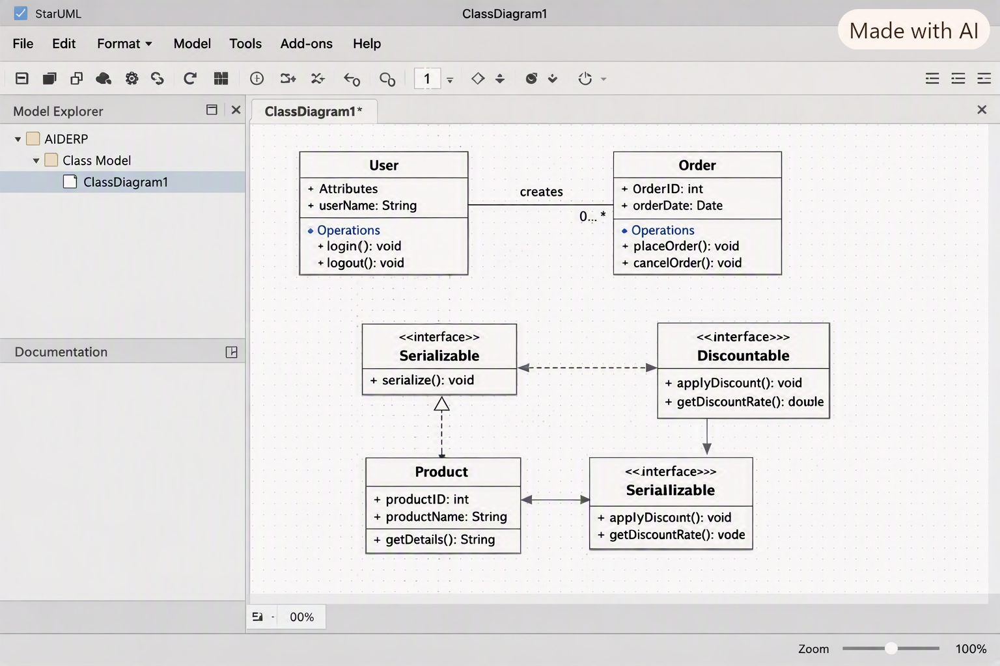 StarUML
ClassDiagram1
Made with AI
File Edit Format Model Tools Add-ons Help
1
Model Explorer
AIDERP
Class Model
ClassDiagram1
Documentation
ClassDiagram1*
User
+ Attributes
+ userName: String
Operations
+ login(): void
+ logout(): void
creates
0... *
Order
+ OrderID: int
+ orderDate: Date
Operations
+ placeOrder(): void
+ cancelOrder(): void
<<interface>>
Serializable
+ serialize(): void
<<interface>>>
Discountable
+ applyDiscount(): void
+ getDiscountRate(): double
Product
+ productID: int
+ productName: String
+ getDetails(): String
<<interface>>>
Seriallizable
+ applyDiscount(): void
+ getDiscountRate(): vode
00%
Zoom 100%